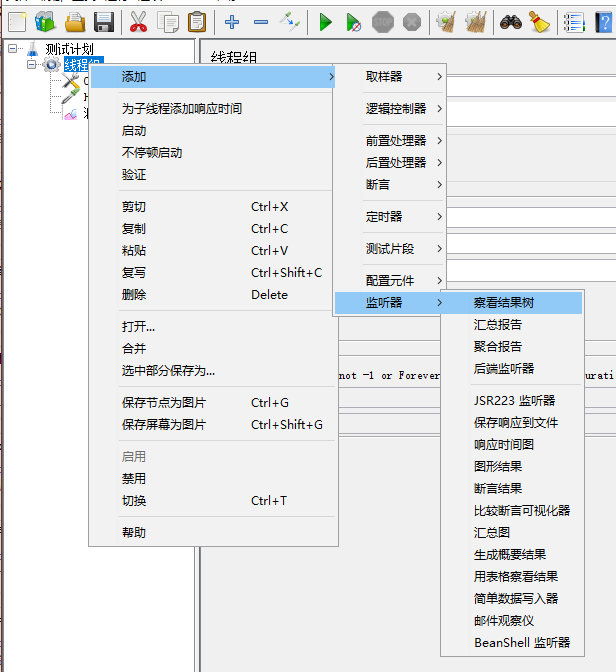 测试计划
线程组
线程组
添加
为子线程添加响应时间
启动
不停顿启动
验证
剪切 Ctrl+X
复制 Ctrl+C
粘贴 Ctrl+V
复写 Ctrl+Shift+C
删除 Delete
打开...
合并
选中部分保存为...
保存节点为图片 Ctrl+G
保存屏幕为图片 Ctrl+Shift+G
启用
禁用
切换 Ctrl+T
帮助
取样器
逻辑控制器
前置处理器
后置处理器
断言
定时器
测试片段
配置元件
监听器
察看结果树
汇总报告
聚合报告
后端监听器
JSR223 监听器
保存响应到文件
响应时间图
图形结果
断言结果
比较断言可视化器
汇总图
生成概要结果
用表格察看结果
简单数据写入器
邮件观察仪
BeanShell 监听器
not -1 or Forever
STOP